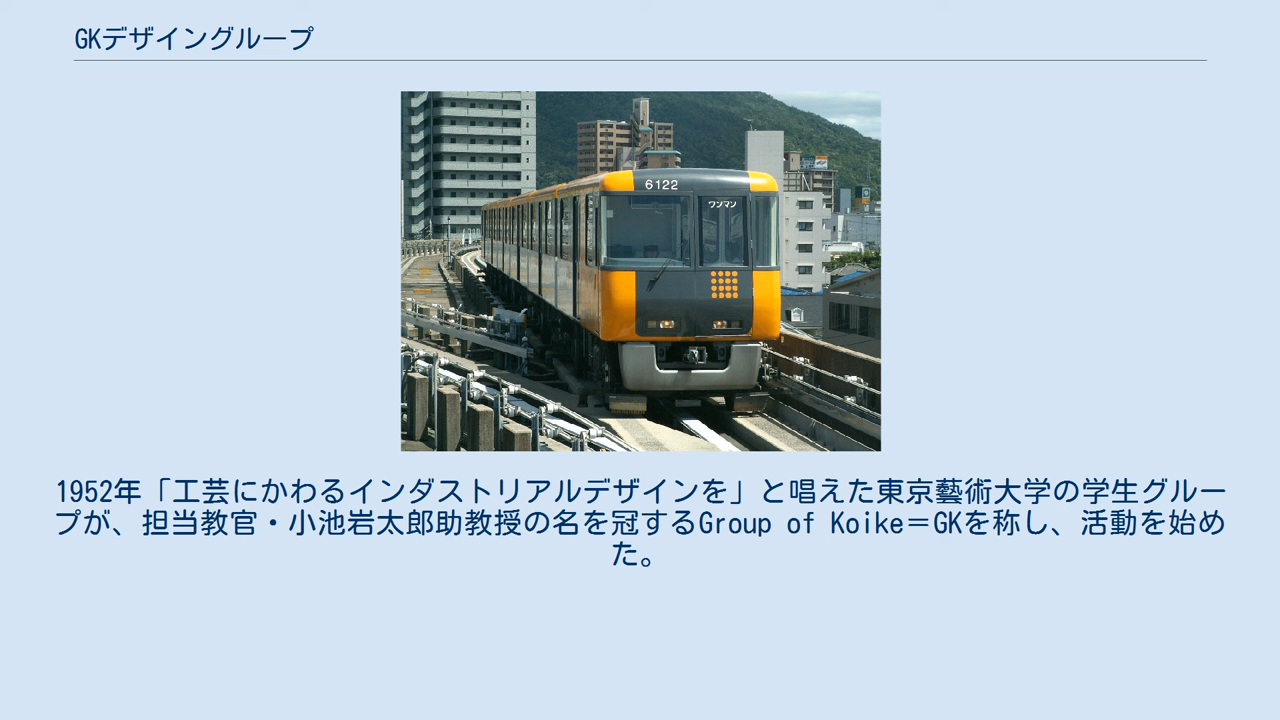 GKデザイングループ
6122
ワンマン
1952年「工芸にかわるインダストリアルデザインを」と唱えた東京藝術大学の学生グルー
プが、担当教官・小池岩太郎助教授の名を冠するGroup of Koike＝GKを称し、活動を始め
た。